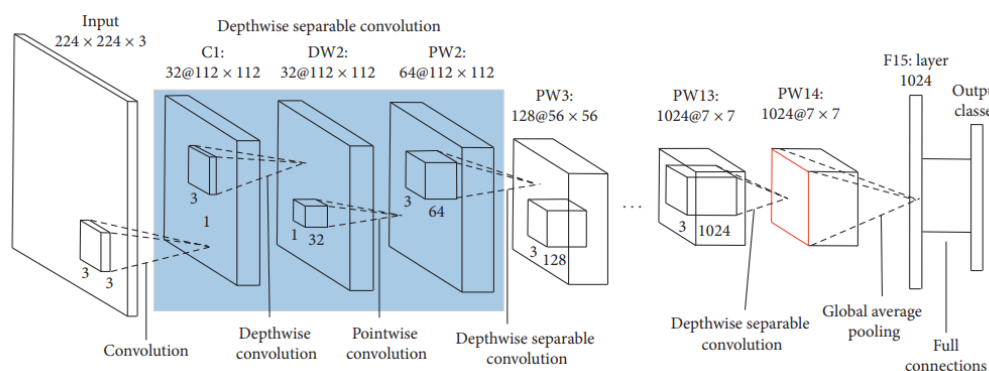 Input
224 × 224 × 3
Depthwise separable convolution
C1:
32@112 × 112
DW2:
32@112 × 112
PW2:
64@112 × 112
PW3:
128@56 × 56
PW13:
1024@7 × 7
PW14:
1024@7 × 7
F15: layer
1024
Output
classe
3
3
3
1
1
32
3
64
3
128
...
3
1024
Convolution
Depthwise
convolution
Pointwise
convolution
Depthwise separable
convolution
Depthwise separable
convolution
Global average
pooling
Full
connections